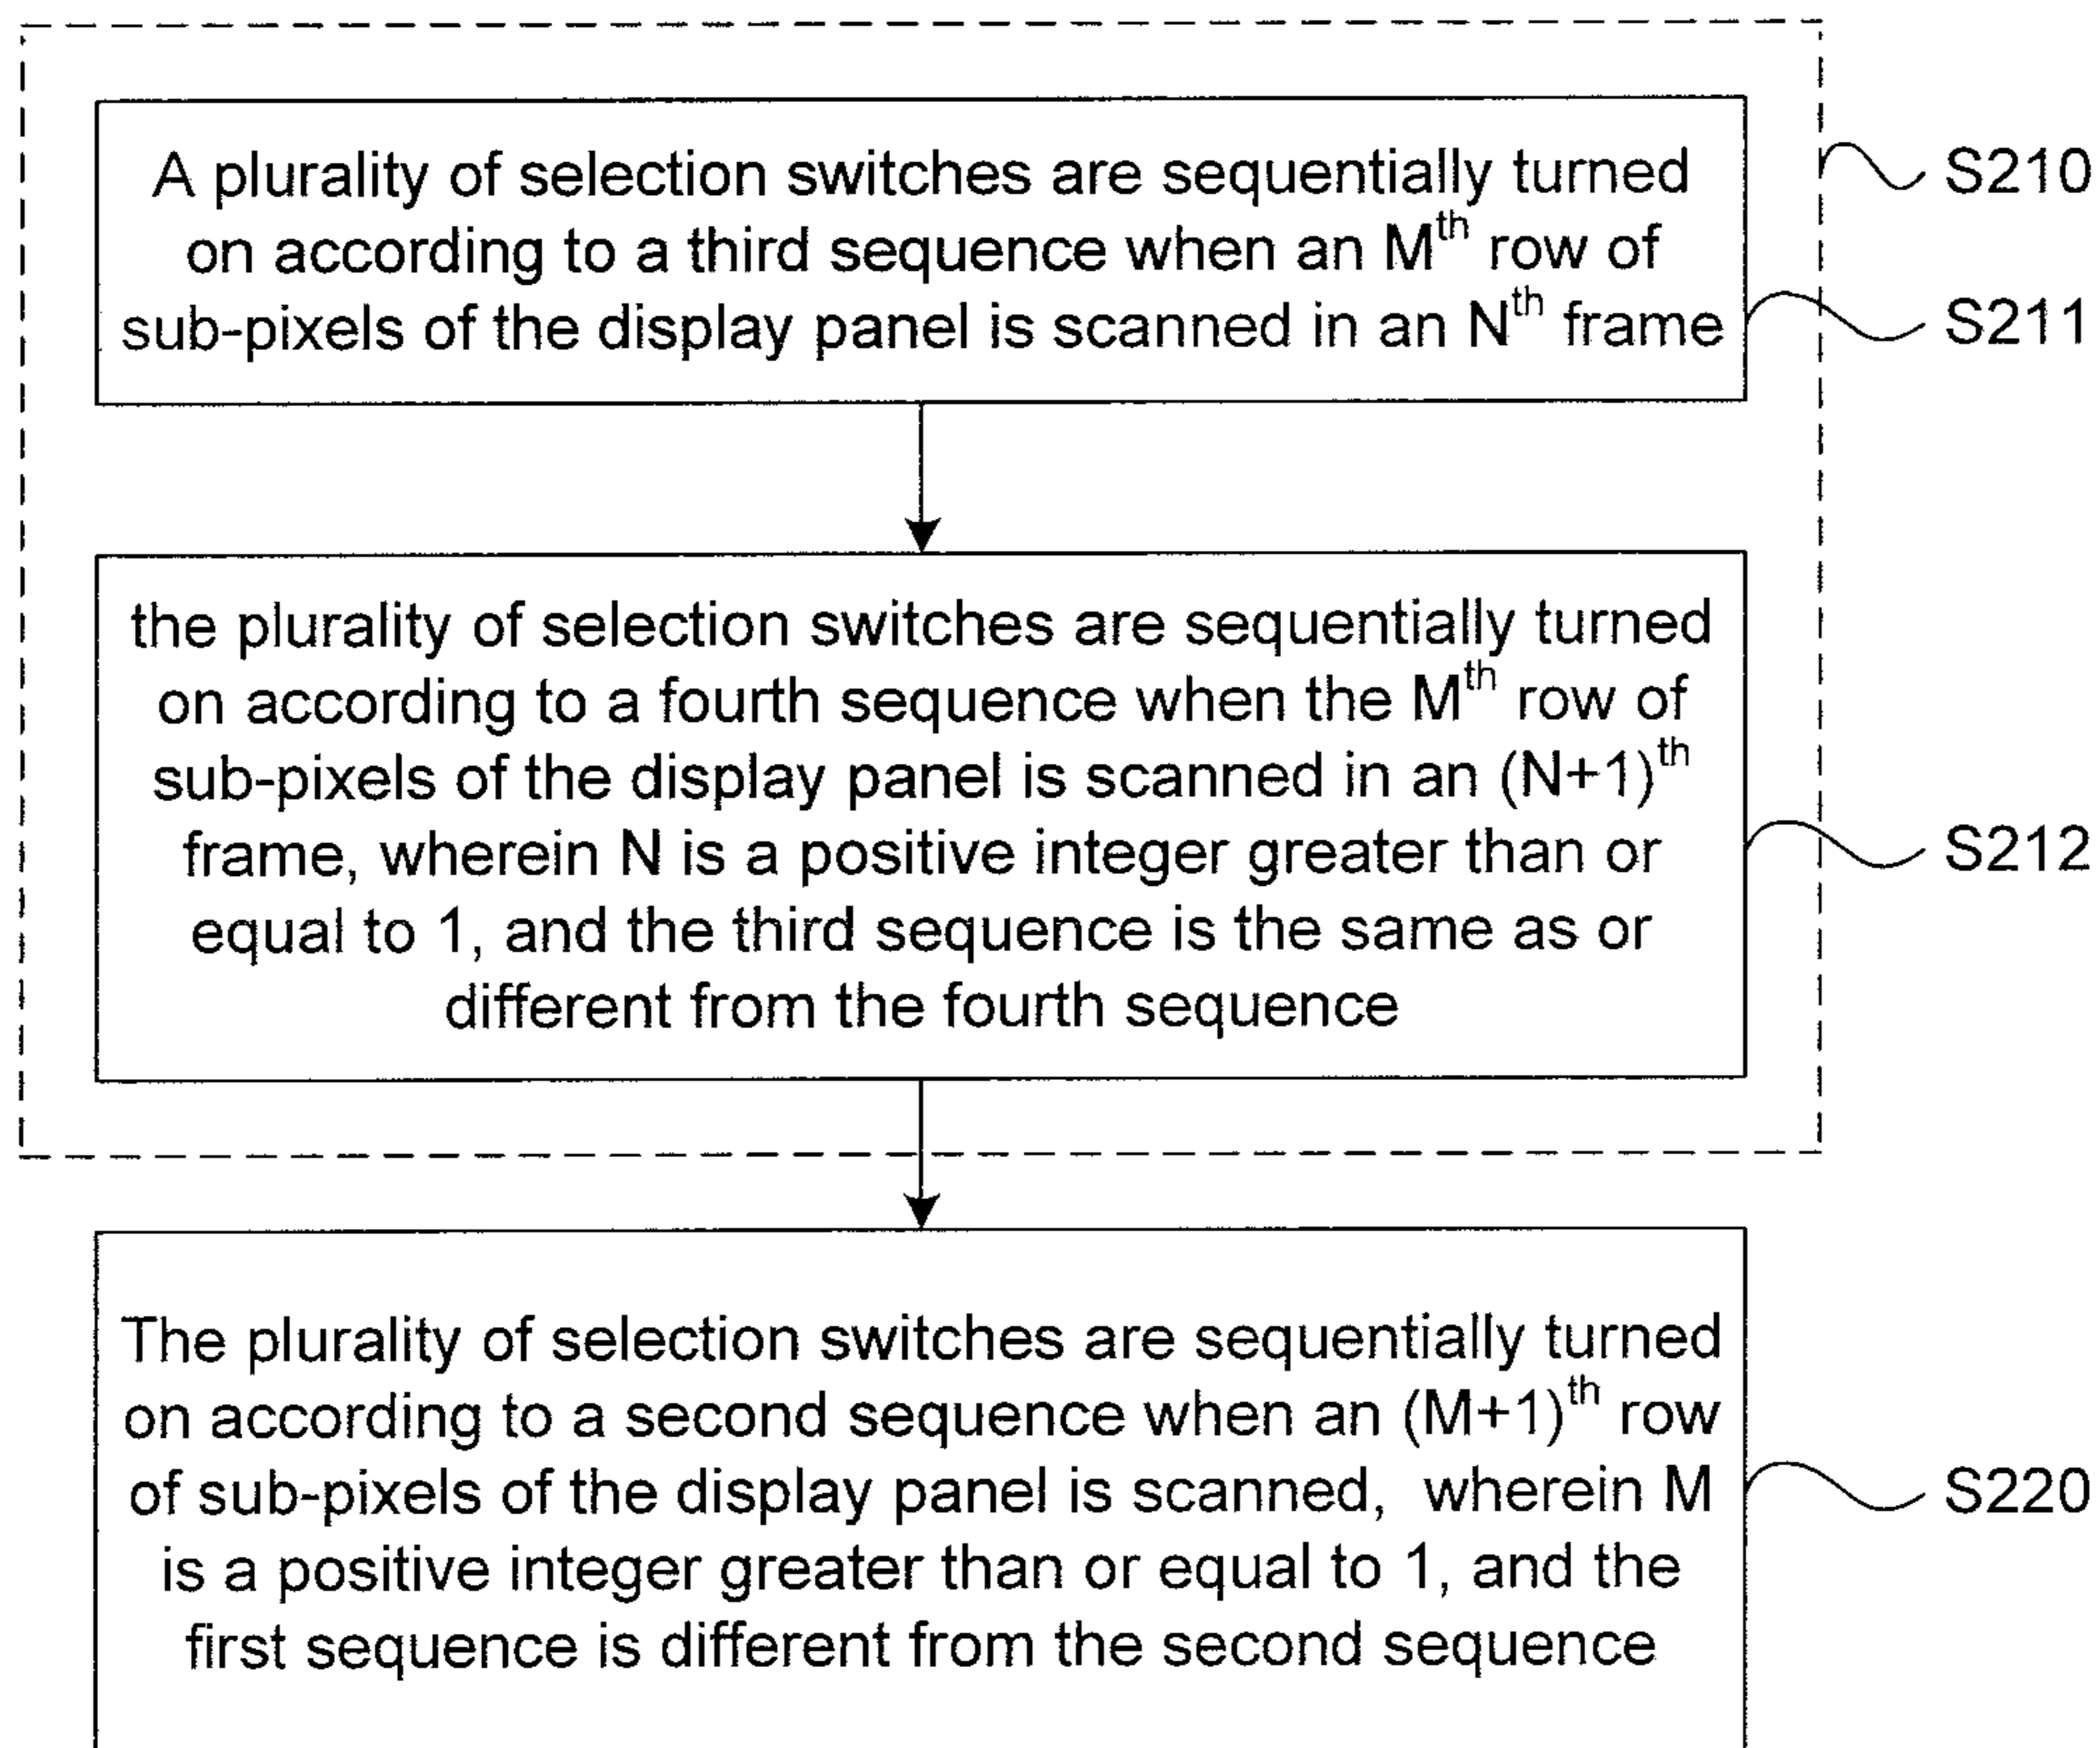 A plurality of selection switches are sequentially turned
on according to a third sequence when an Mth row of
sub-pixels of the display panel is scanned in an Nth frame
S210
S211
the plurality of selection switches are sequentially turned
on according to a fourth sequence when the Mth row of
sub-pixels of the display panel is scanned in an (N+1)th
frame, wherein N is a positive integer greater than or
equal to 1, and the third sequence is the same as or
different from the fourth sequence
S212
The plurality of selection switches are sequentially turned
on according to a second sequence when an (M+1)th row
of sub-pixels of the display panel is scanned, wherein M
is a positive integer greater than or equal to 1, and the
first sequence is different from the second sequence
S220